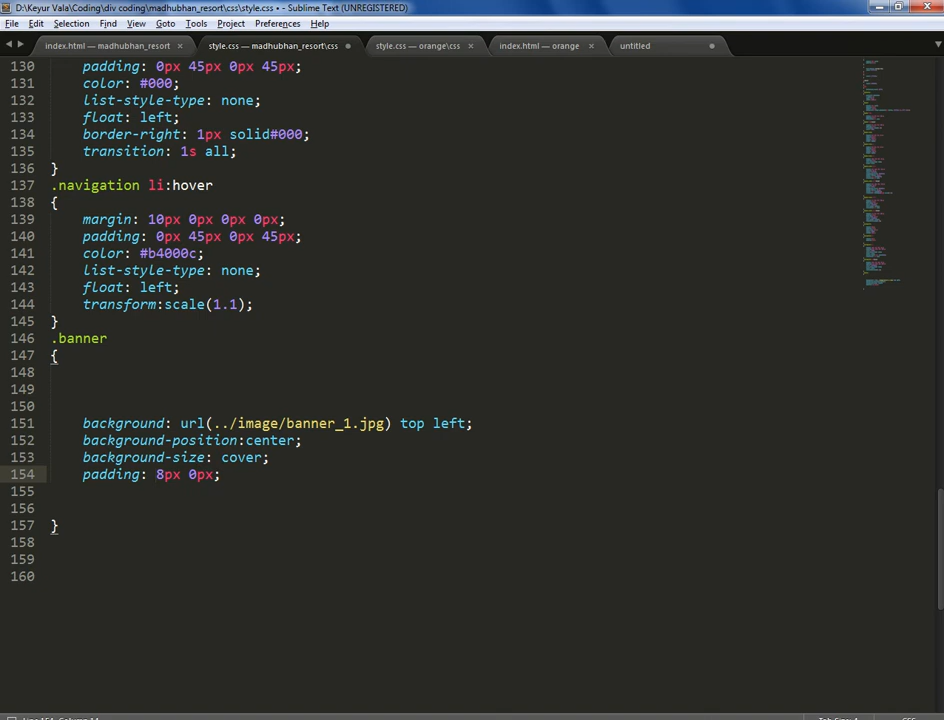 D:\Keyur Vala\Coding\div coding\madhubhan_resort\css\style.css • - Sublime Text (UNREGISTERED)
File Edit Selection Find View Goto Tools Project Preferences Help
index.html — madhubhan_resort × style.css — madhubhan_resort\css style.css — orange\css × index.html — orange × untitled
130 padding: 0px 45px 0px 45px;
131 color: #000;
132 list-style-type: none;
133 float: left;
134 border-right: 1px solid#000;
135 transition: 1s all;
136 }
137 .navigation li:hover
138 {
139 margin: 10px 0px 0px 0px;
140 padding: 0px 45px 0px 45px;
141 color: #b4000c;
142 list-style-type: none;
143 float: left;
144 transform:scale(1.1);
145 }
146 .banner
147 {
148
149
150
151 background: url(../image/banner_1.jpg) top left;
152 background-position:center;
153 background-size: cover;
154 padding: 8px 0px;
155
156
157 }
158
159
160